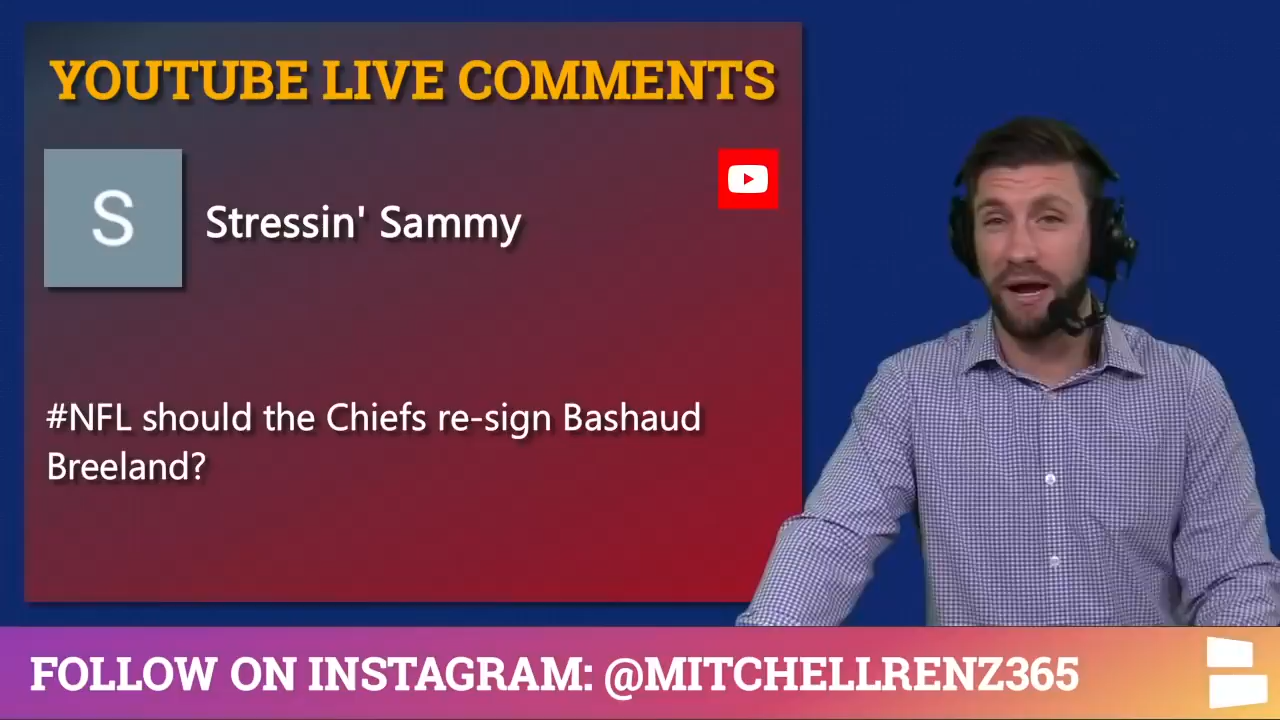 YOUTUBE LIVE COMMENTS
S
Stressin' Sammy
#NFL should the Chiefs re-sign Bashaud
Breeland?
FOLLOW ON INSTAGRAM: @MITCHELLRENZ365